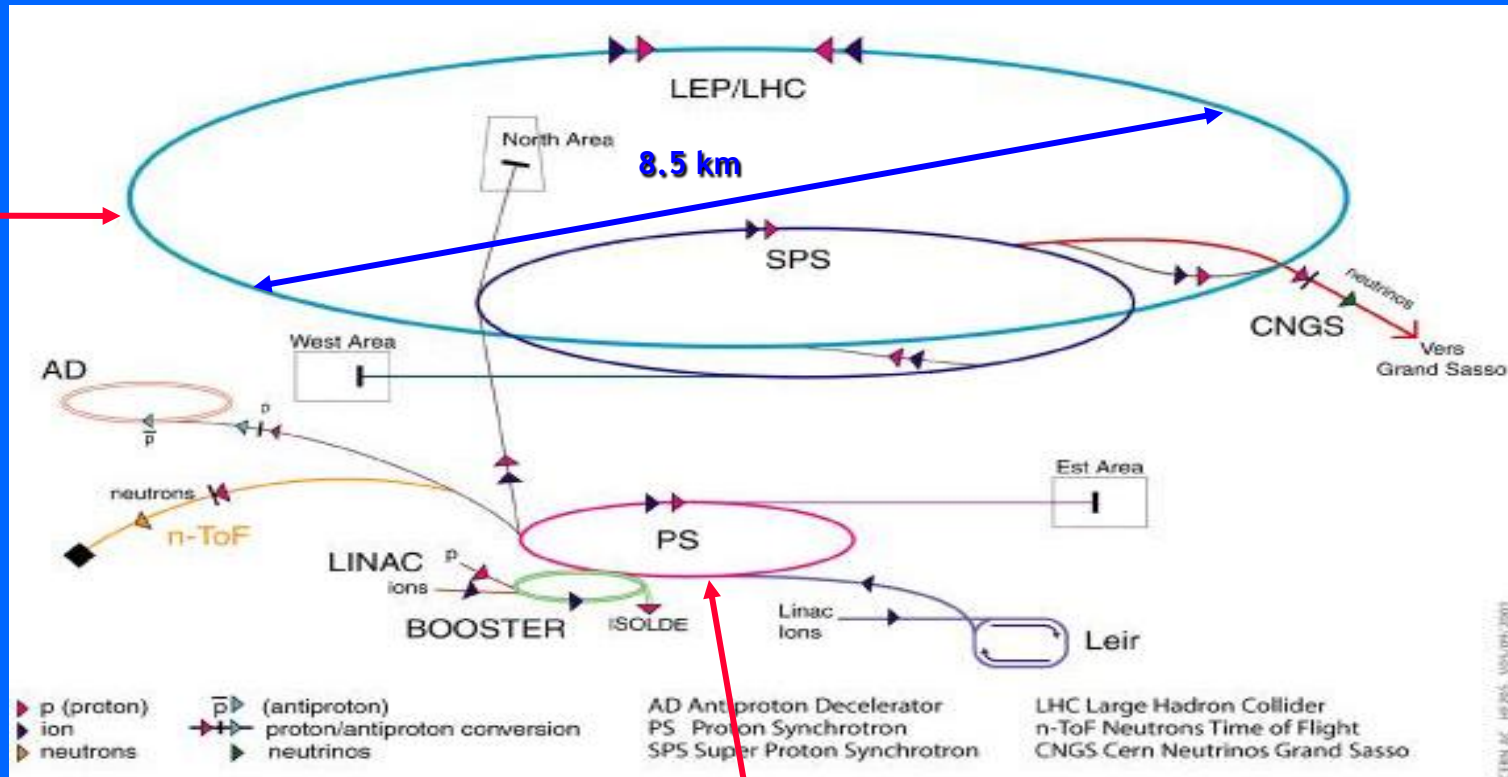 LEP/LHC
North Area
8.5 km
SPS
neutrinos
CNGS
Vers
Grand Sasso
West Area
AD
p
p̅
Est Area
neutrons
n-ToF
PS
LINAC
p
ions
BOOSTER
ISOLDE
Linac
Ions
Leir
p (proton)
ion
neutrons
p̅ (antiproton)
proton/antiproton conversion
neutrinos
AD Antiproton Decelerator
PS Proton Synchrotron
SPS Super Proton Synchrotron
LHC Large Hadron Collider
n-ToF Neutrons Time of Flight
CNGS Cern Neutrinos Grand Sasso